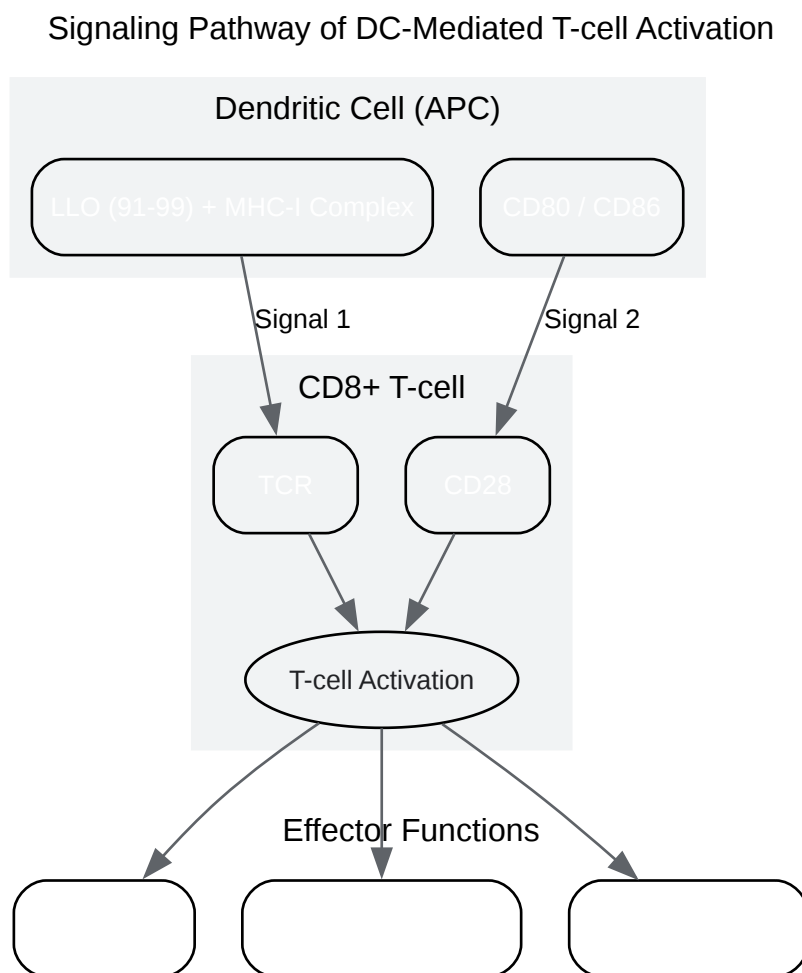 Signaling Pathway of DC-Mediated T-cell Activation
Dendritic Cell (APC)
LLO (91-99) + MHC-I Complex
CD80 / CD86
Signal 1
Signal 2
CD8+ T-cell
TCR
CD28
T-cell Activation
Effector Functions